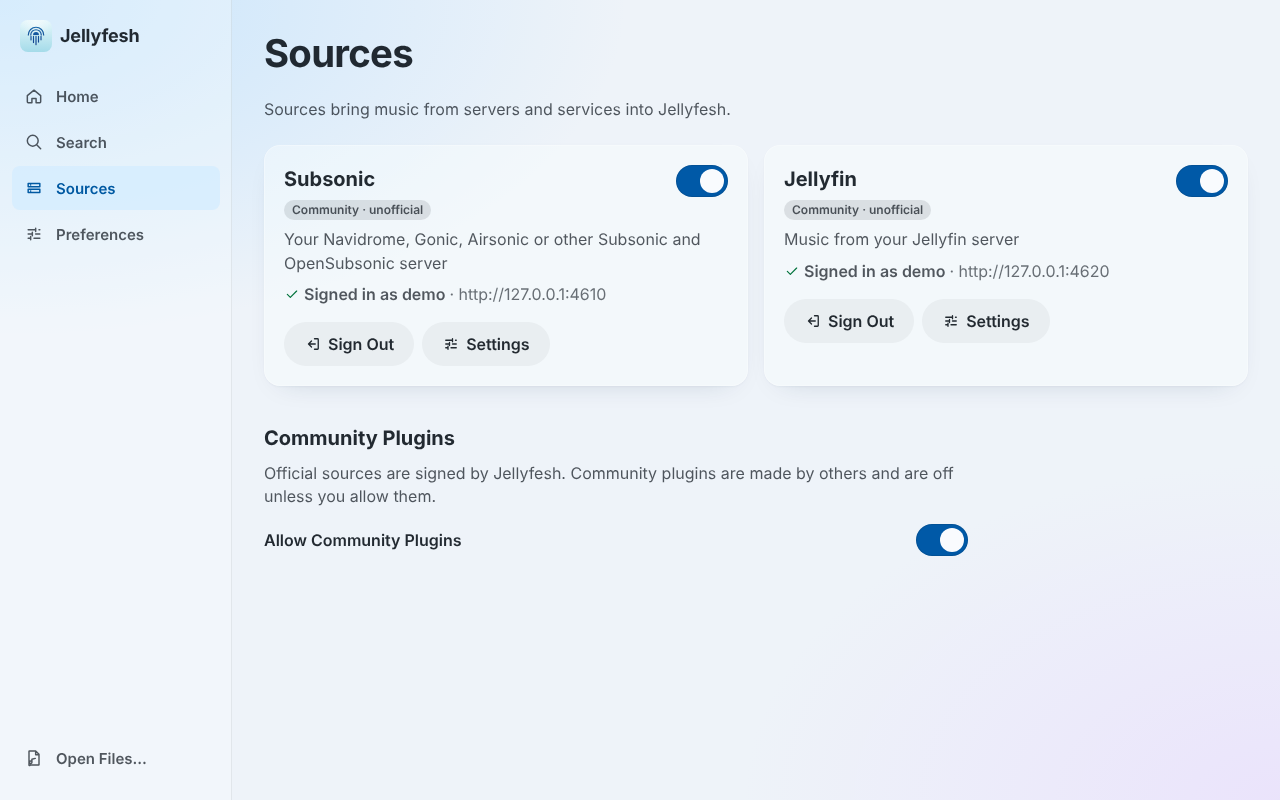 Jellyfesh
Home
Search
Sources
Preferences
Open Files...
Sources
Sources bring music from servers and services into Jellyfesh.
Subsonic
Community · unofficial
Your Navidrome, Gonic, Airsonic or other Subsonic and
OpenSubsonic server
Signed in as demo · http://127.0.0.1:4610
Sign Out
Settings
Jellyfin
Community · unofficial
Music from your Jellyfin server
Signed in as demo · http://127.0.0.1:4620
Sign Out
Settings
Community Plugins
Official sources are signed by Jellyfesh. Community plugins are made by others and are off
unless you allow them.
Allow Community Plugins